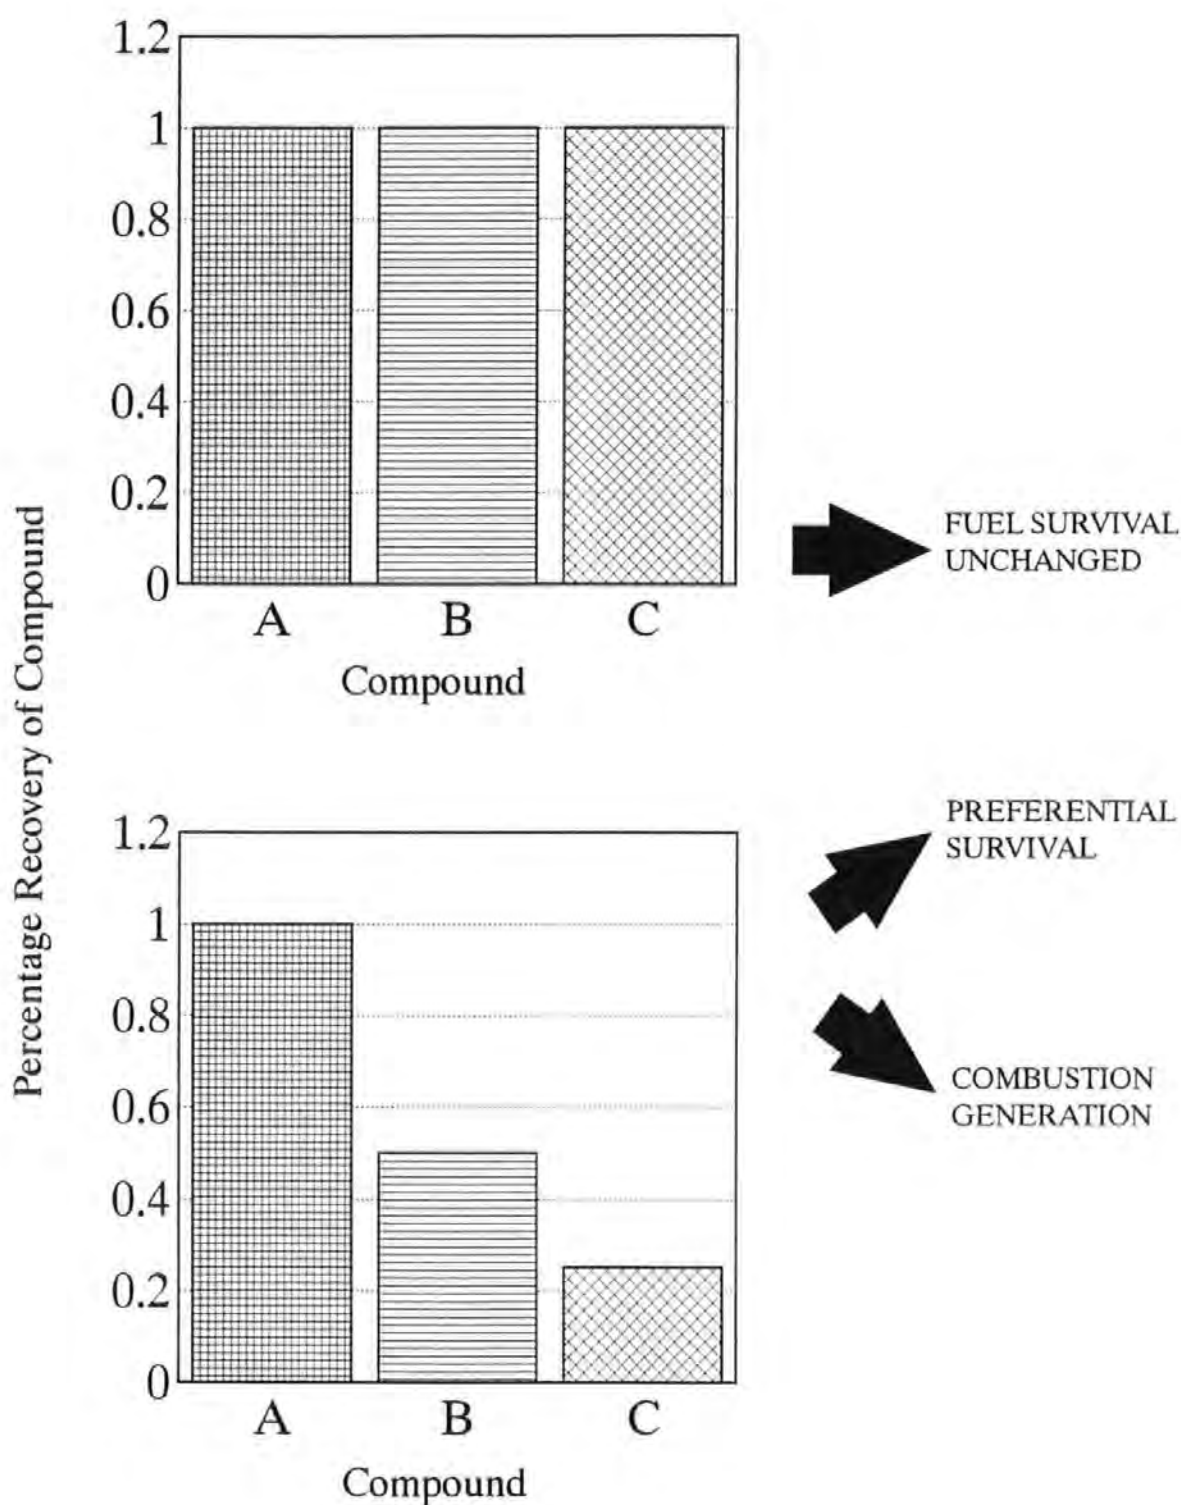 Percentage Recovery of Compound
1.2
1
0.8
0.6
0.4
0.2
0
A B C
Compound
FUEL SURVIVAL
UNCHANGED
1.2
1
0.8
0.6
0.4
0.2
0
A B C
Compound
PREFERENTIAL
SURVIVAL
COMBUSTION
GENERATION